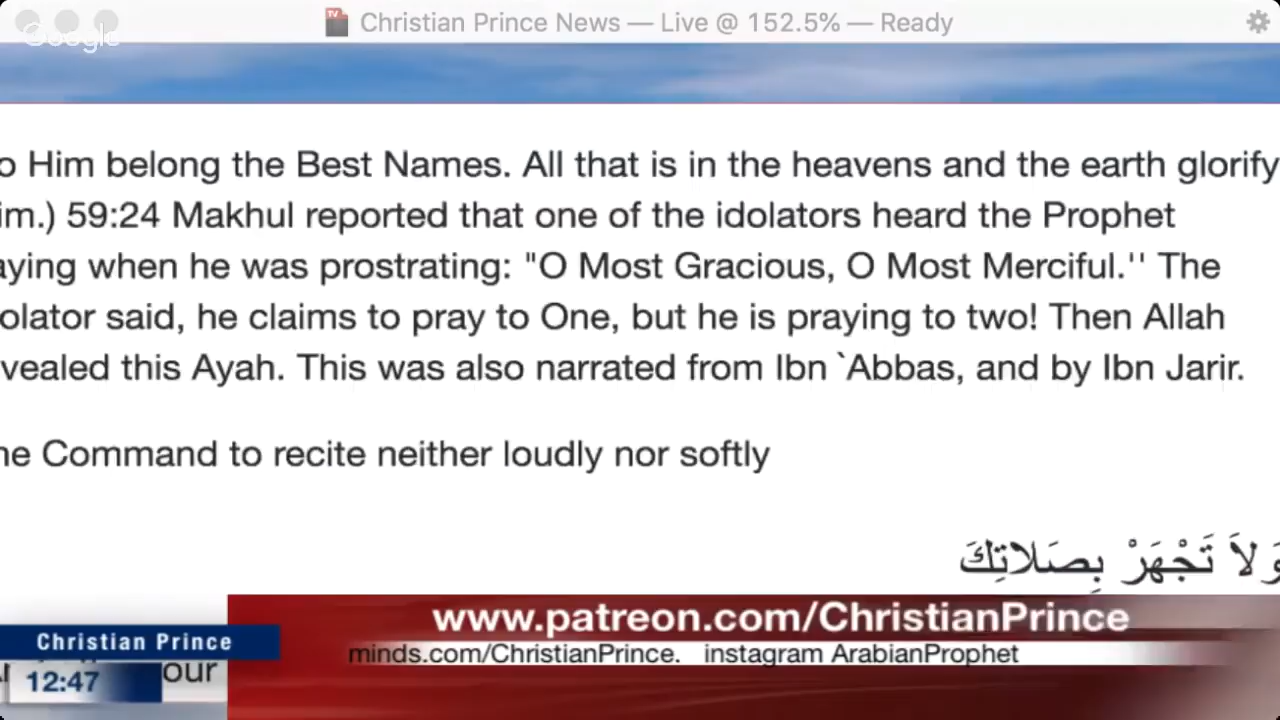 Christian Prince News — Live @ 152.5% — Ready
Google
o Him belong the Best Names. All that is in the heavens and the earth glorify
im.) 59:24 Makhul reported that one of the idolators heard the Prophet
aying when he was prostrating: "O Most Gracious, O Most Merciful.'' The
olator said, he claims to pray to One, but he is praying to two! Then Allah
vealed this Ayah. This was also narrated from Ibn `Abbas, and by Ibn Jarir.
he Command to recite neither loudly nor softly
وَلاَ تَجْهَرْ بِصَلاتِكَ
www.patreon.com/ChristianPrince
Christian Prince
minds.com/ChristianPrince. instagram ArabianProphet
12:47
our